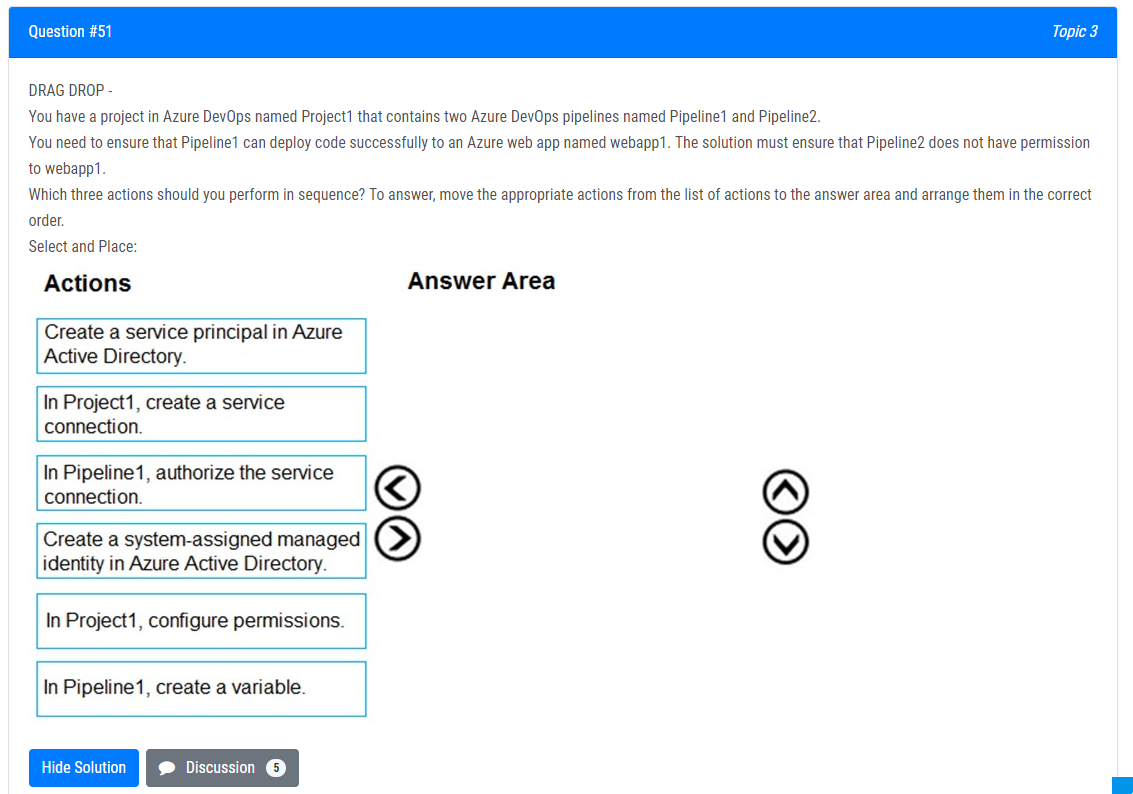 Question #51
Topic 3
DRAG DROP -
You have a project in Azure DevOps named Project1 that contains two Azure DevOps pipelines named Pipeline1 and Pipeline2.
You need to ensure that Pipeline1 can deploy code successfully to an Azure web app named webapp1. The solution must ensure that Pipeline2 does not have permission
to webapp1.
Which three actions should you perform in sequence? To answer, move the appropriate actions from the list of actions to the answer area and arrange them in the correct
order.
Select and Place:
Actions
Answer Area
Create a service principal in Azure
Active Directory.
In Project1, create a service
connection.
In Pipeline1, authorize the service
connection.
Create a system-assigned managed
identity in Azure Active Directory.
In Project1, configure permissions.
In Pipeline1, create a variable.
Hide Solution
Discussion 5